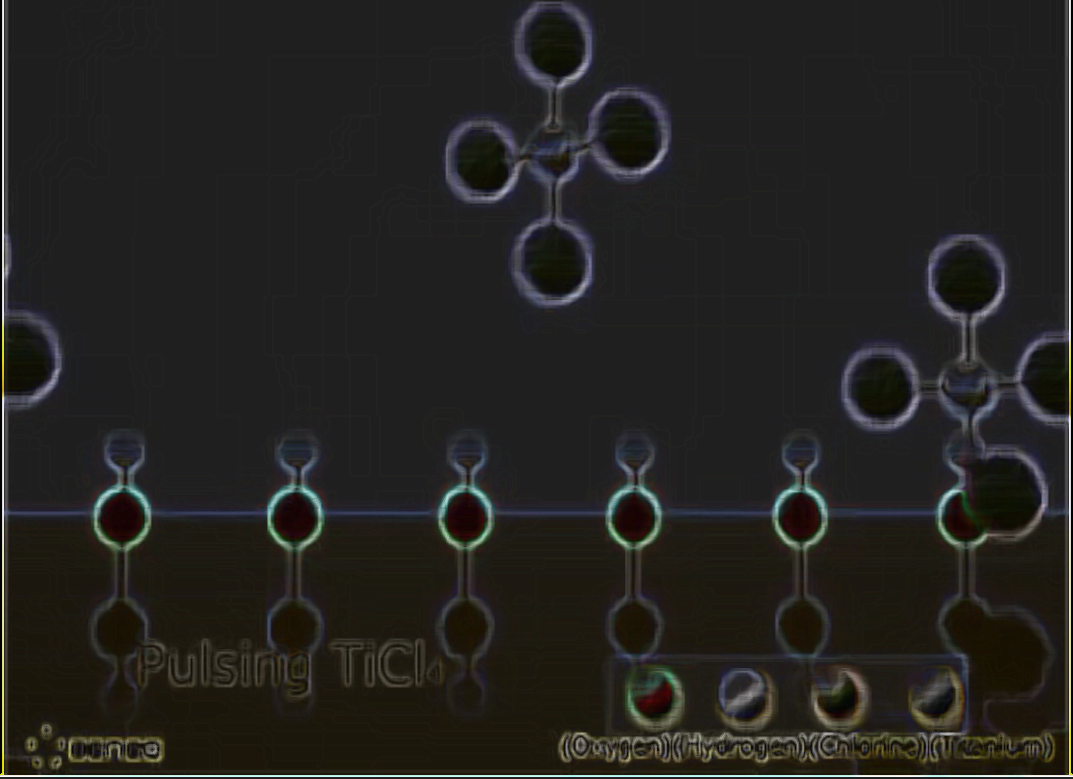 Pulsing TiCl4
(Oxygen)(Hydrogen)(Chlorine)(Titanium)